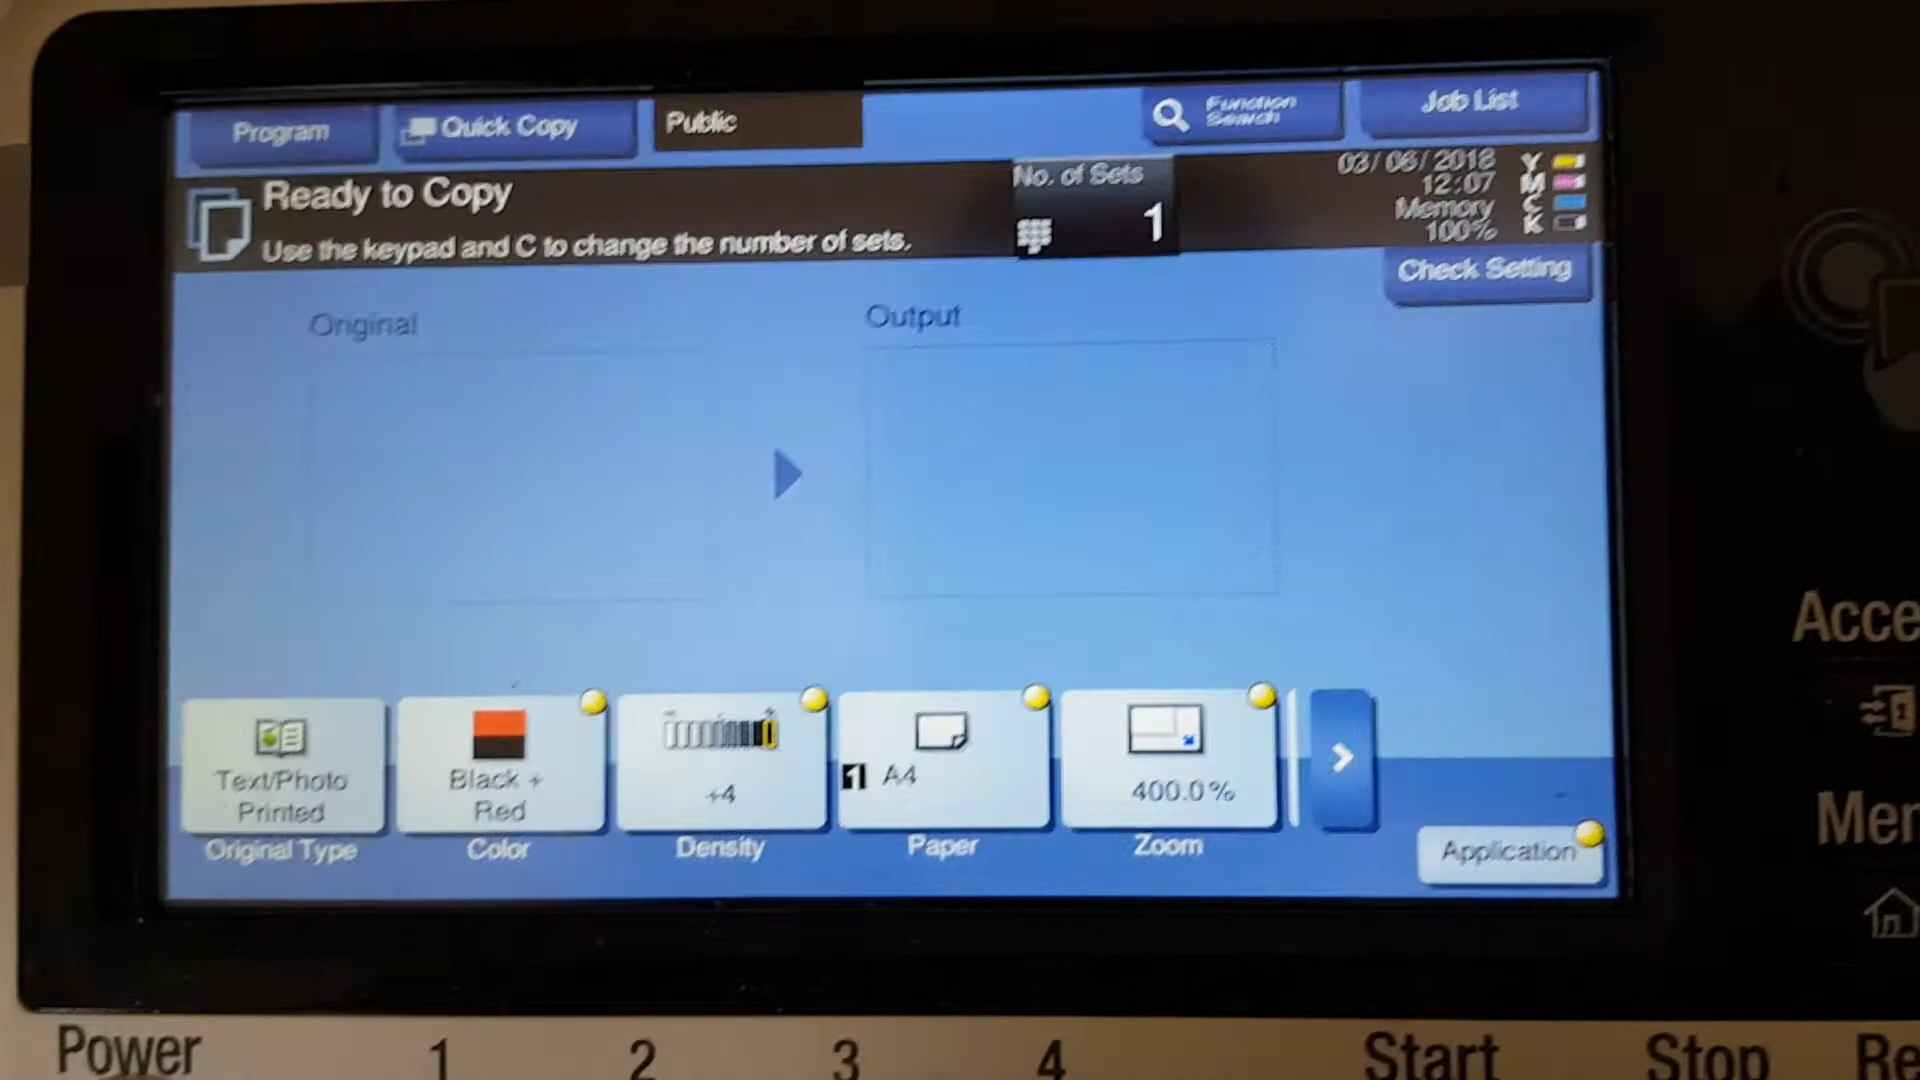 Program
Quick Copy
Public
Function
Search
Job List
Ready to Copy
Use the keypad and C to change the number of sets.
No. of Sets
1
03/06/2018
12:07
Memory
100%
Y
M
C
K
Check Setting
Original
Output
Text/Photo
Printed
Original Type
Black +
Red
Color
+4
Density
1 A4
Paper
400.0%
Zoom
Application
Acce
Men
Power
1
2
3
4
Start
Stop
Re